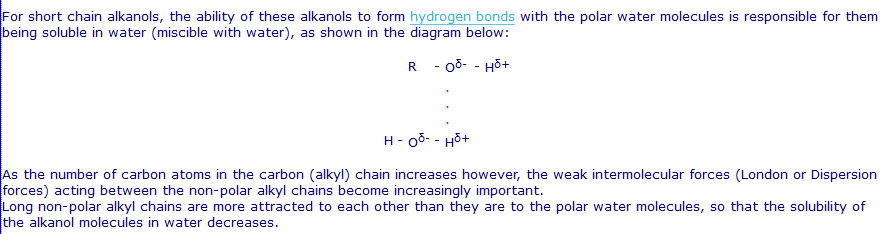 For short chain alkanols, the ability of these alkanols to form hydrogen bonds with the polar water molecules is responsible for them
being soluble in water (miscible with water), as shown in the diagram below:
R - Oδ- - Hδ+
.
.
.
H - Oδ- - Hδ+
As the number of carbon atoms in the carbon (alkyl) chain increases however, the weak intermolecular forces (London or Dispersion
forces) acting between the non-polar alkyl chains become increasingly important.
Long non-polar alkyl chains are more attracted to each other than they are to the polar water molecules, so that the solubility of
the alkanol molecules in water decreases.